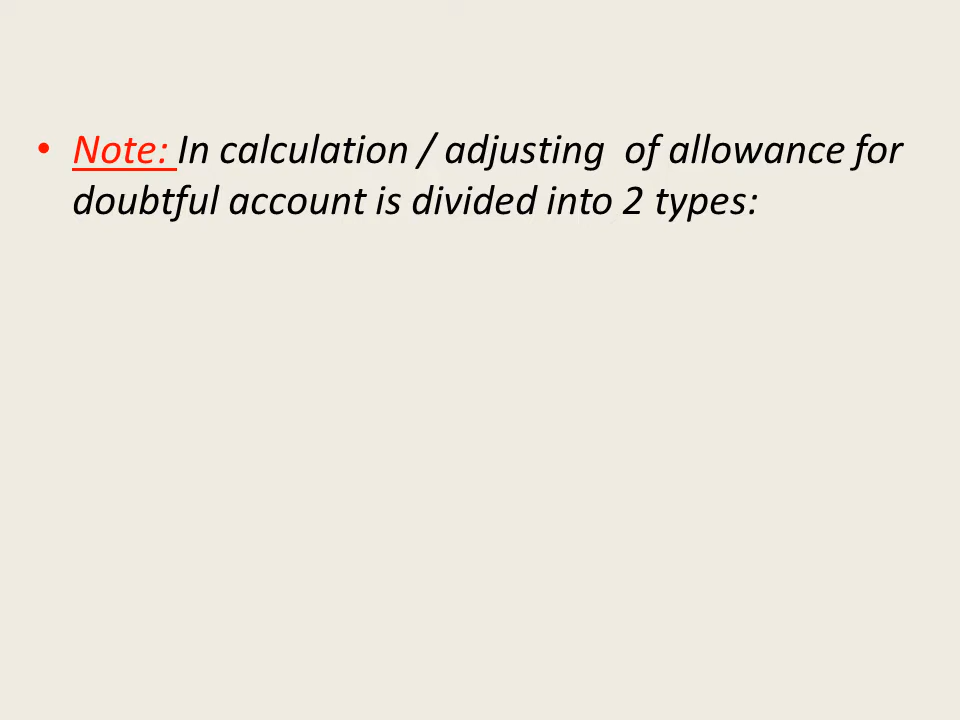 • Note: In calculation / adjusting  of allowance for
doubtful account is divided into 2 types: